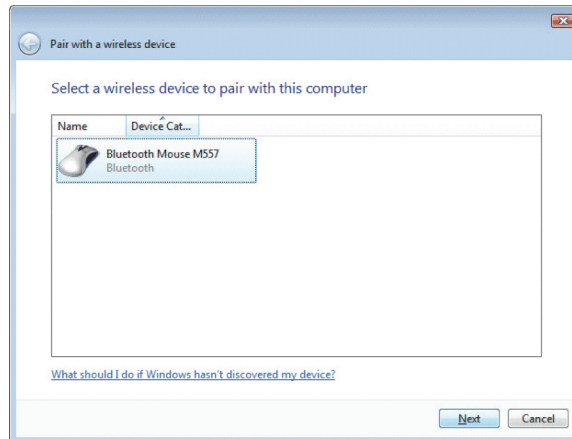 Pair with a wireless device
Select a wireless device to pair with this computer
Name Device Cat...
Bluetooth Mouse M557
Bluetooth
What should I do if Windows hasn't discovered my device?
Next Cancel